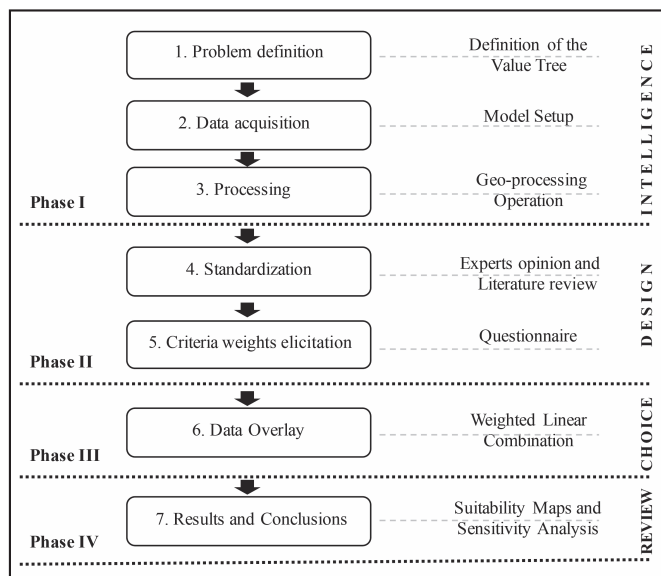 1. Problem definition
Definition of the
Value Tree
2. Data acquisition
Model Setup
3. Processing
Geo-processing
Operation
Phase I
INTELLIGENCE
4. Standardization
Experts opinion and
Literature review
5. Criteria weights elicitation
Questionnaire
Phase II
DESIGN
6. Data Overlay
Weighted Linear
Combination
Phase III
CHOICE
7. Results and Conclusions
Suitability Maps and
Sensitivity Analysis
Phase IV
REVIEW